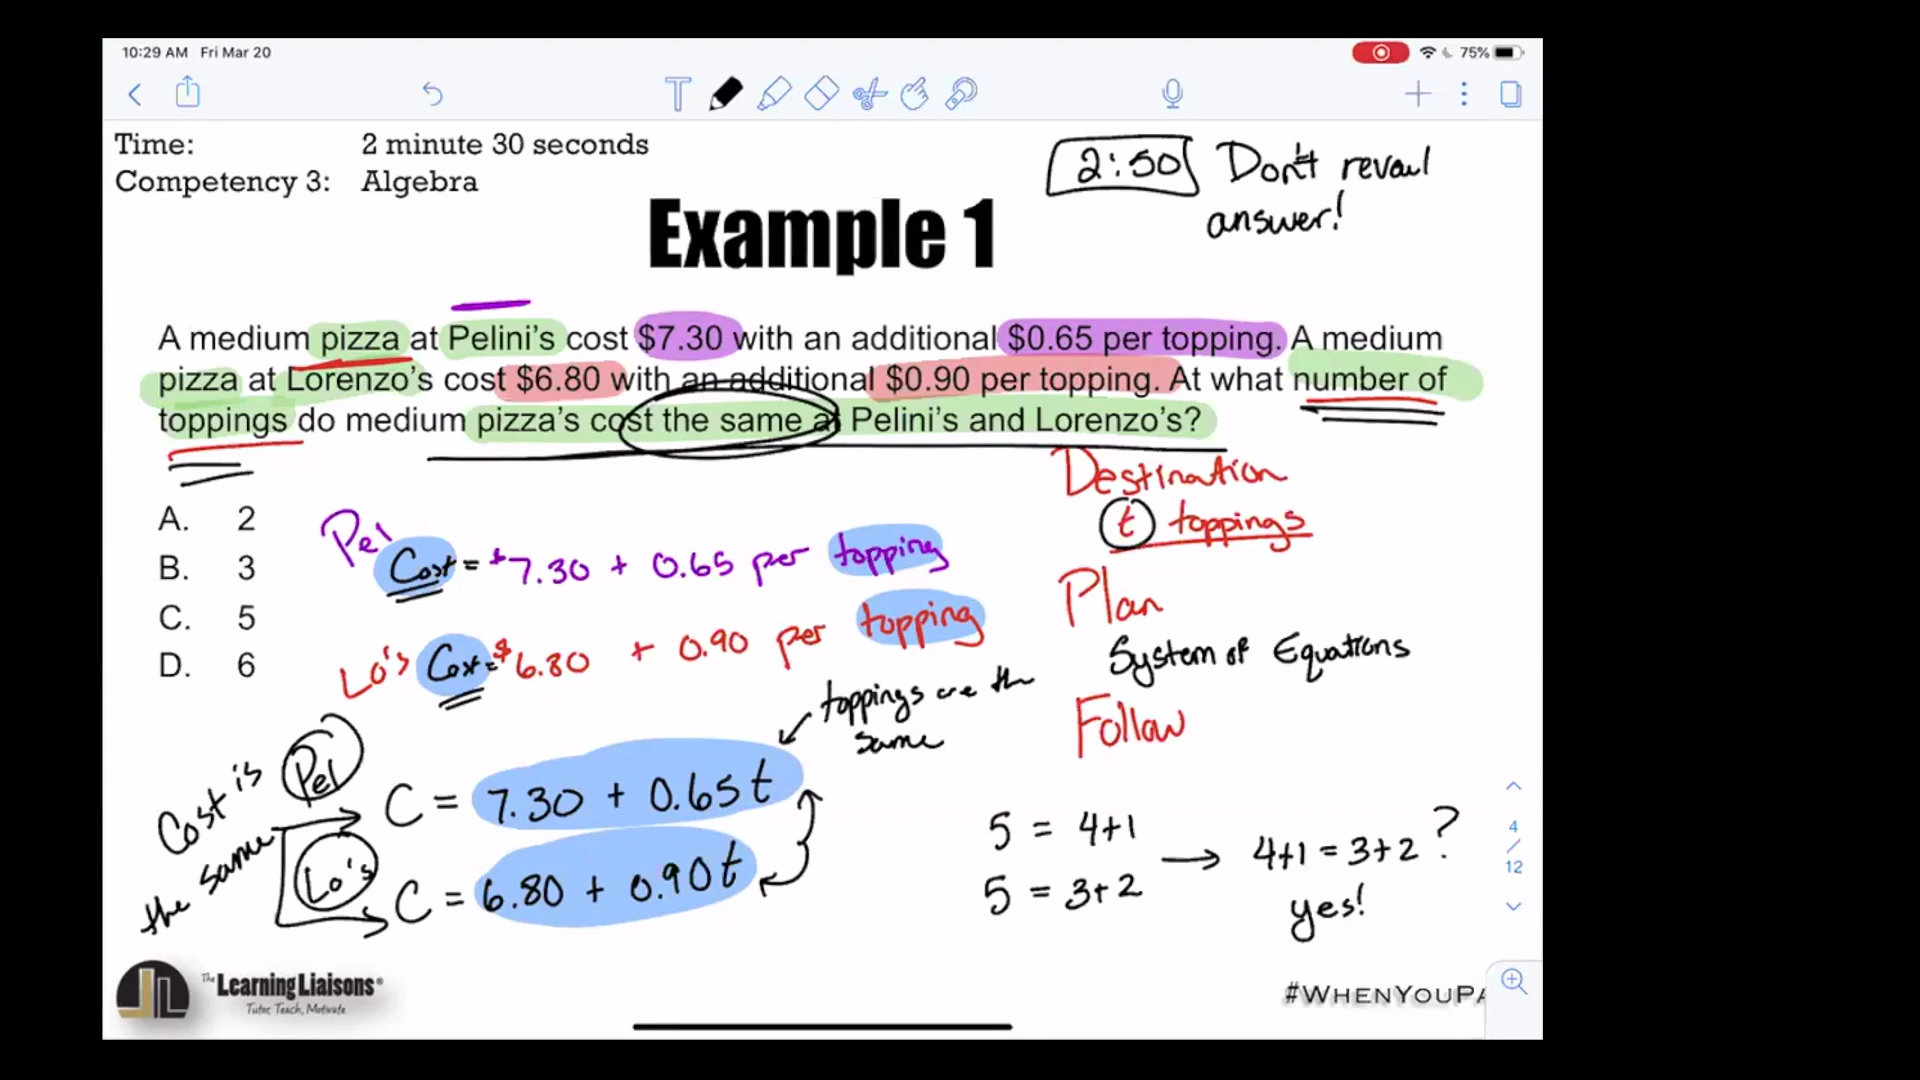 10:29 AM Fri Mar 20
75%
Time: 2 minute 30 seconds
Competency 3: Algebra
2:50 Don't reveal
answer!
Example 1
A medium pizza at Pelini's cost $7.30 with an additional $0.65 per topping. A medium
pizza at Lorenzo's cost $6.80 with an additional $0.90 per topping. At what number of
toppings do medium pizza's cost the same at Pelini's and Lorenzo's?
A. 2
B. 3
C. 5
D. 6
Pel
Cost = $7.30 + 0.65 per topping
Lo's Cost = $6.80 + 0.90 per topping
Destination
t toppings
Plan
System of Equations
Follow
toppings are the
same
Cost is
the same
Pel
C = 7.30 + 0.65t
Lo's
C = 6.80 + 0.90t
5 = 4+1
5 = 3+2
4+1 = 3+2 ?
yes!
4
/
12
The Learning Liaisons®
Tutor, Teach, Motivate
#WHENYOUPA